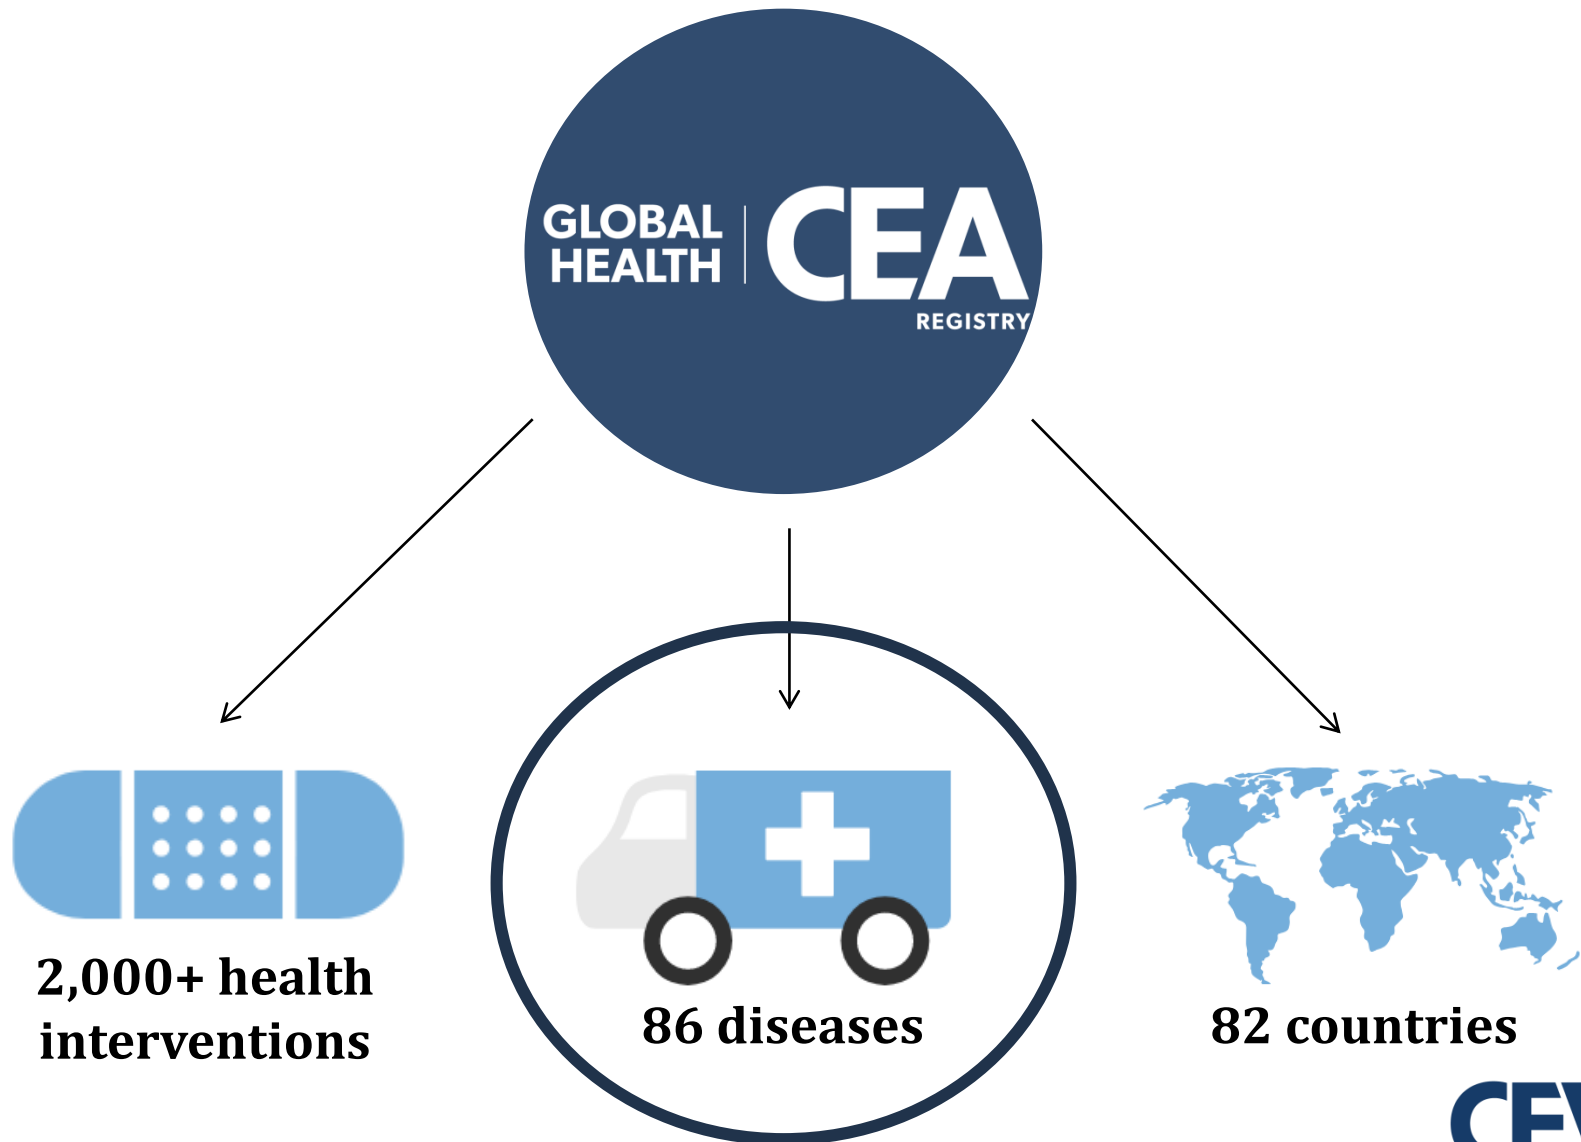 GLOBAL
HEALTH
CEA
REGISTRY
2,000+ health
interventions
86 diseases
82 countries